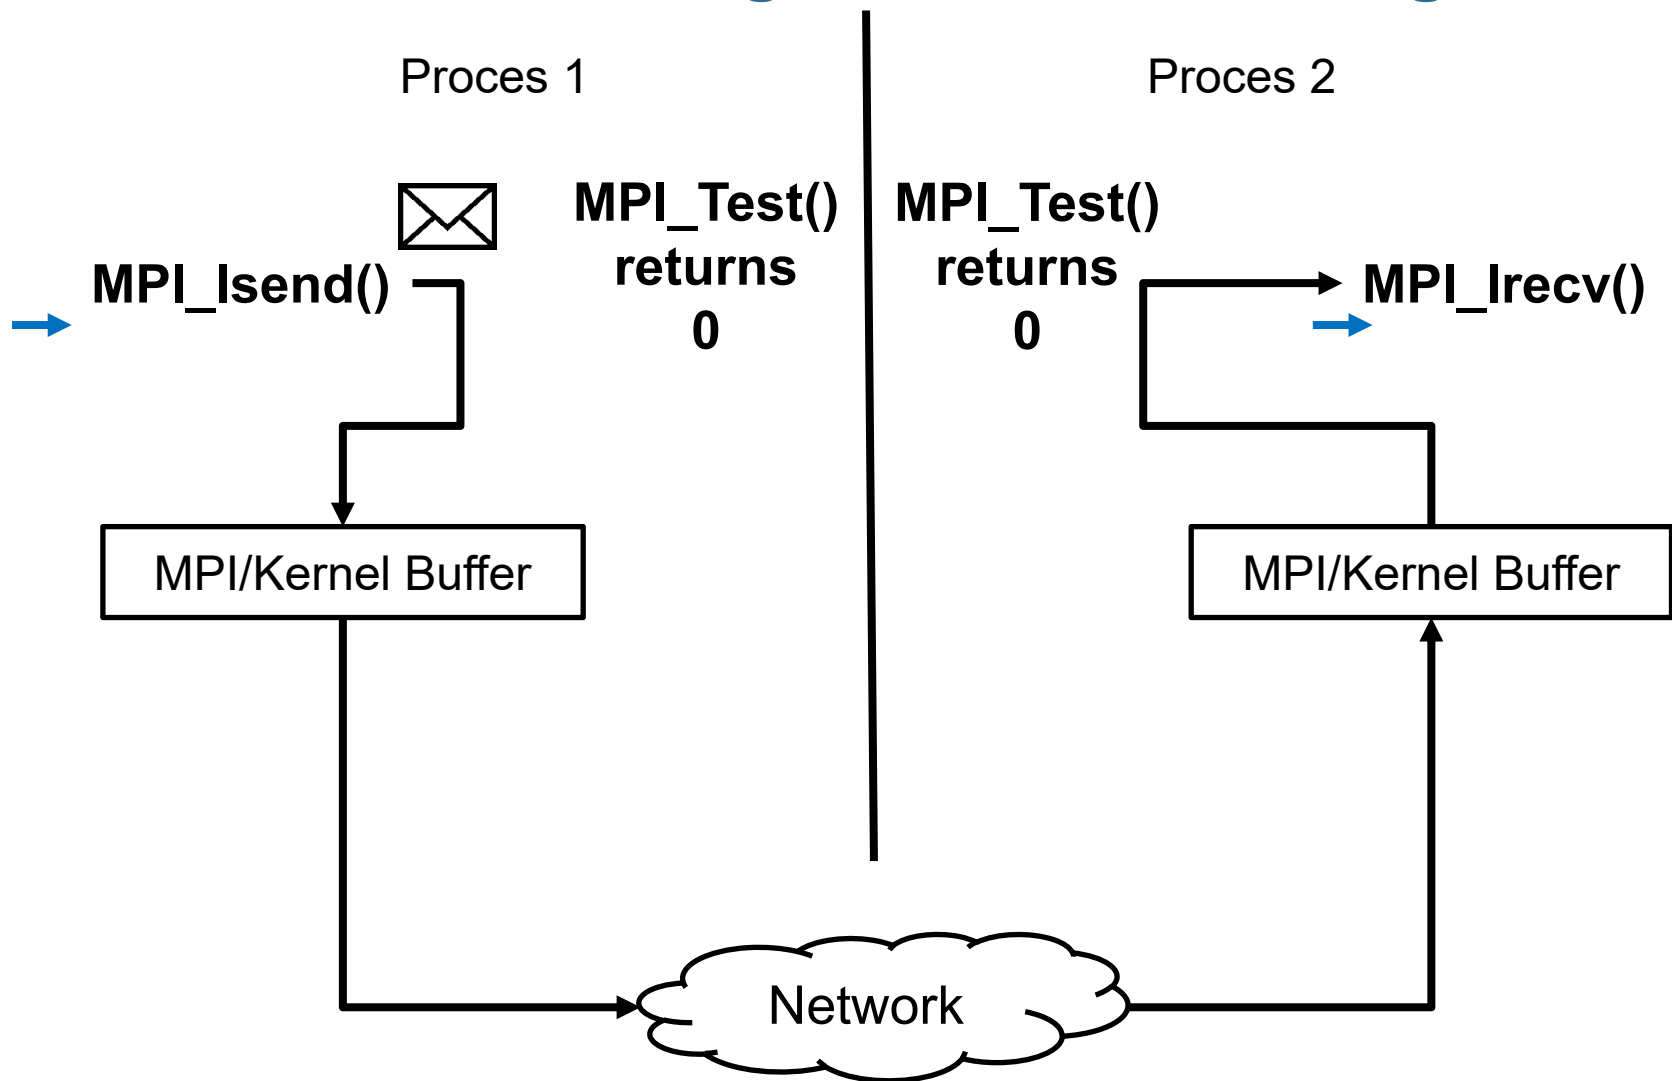 Proces 1
Proces 2
MPI_Test()
returns
0
MPI_Test()
returns
0
MPI_Isend()
MPI_Irecv()
MPI/Kernel Buffer
MPI/Kernel Buffer
Network